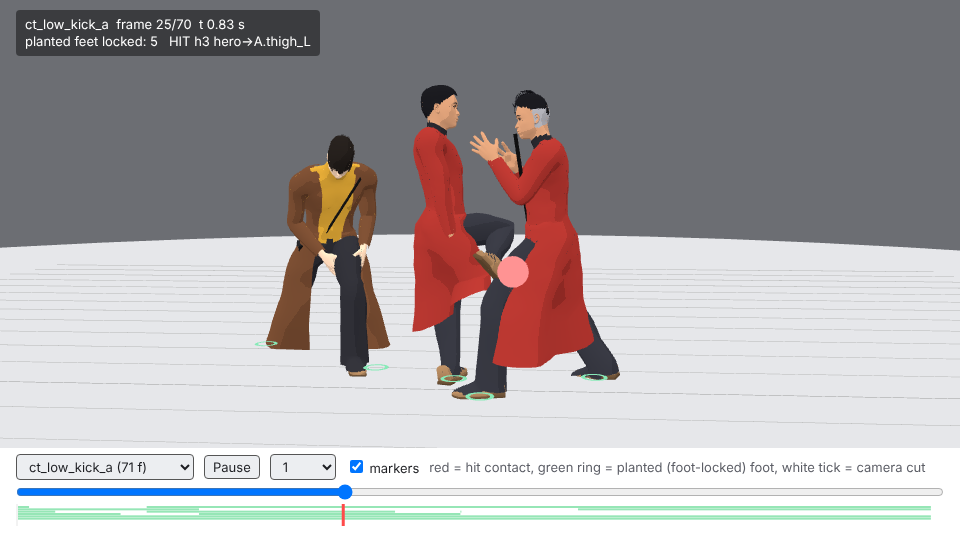 ct_low_kick_a  frame 25/70  t 0.83 s
planted feet locked: 5   HIT h3 hero→A.thigh_L
ct_low_kick_a (71 f) Pause 1 markers red = hit contact, green ring = planted (foot-locked) foot, white tick = camera cut